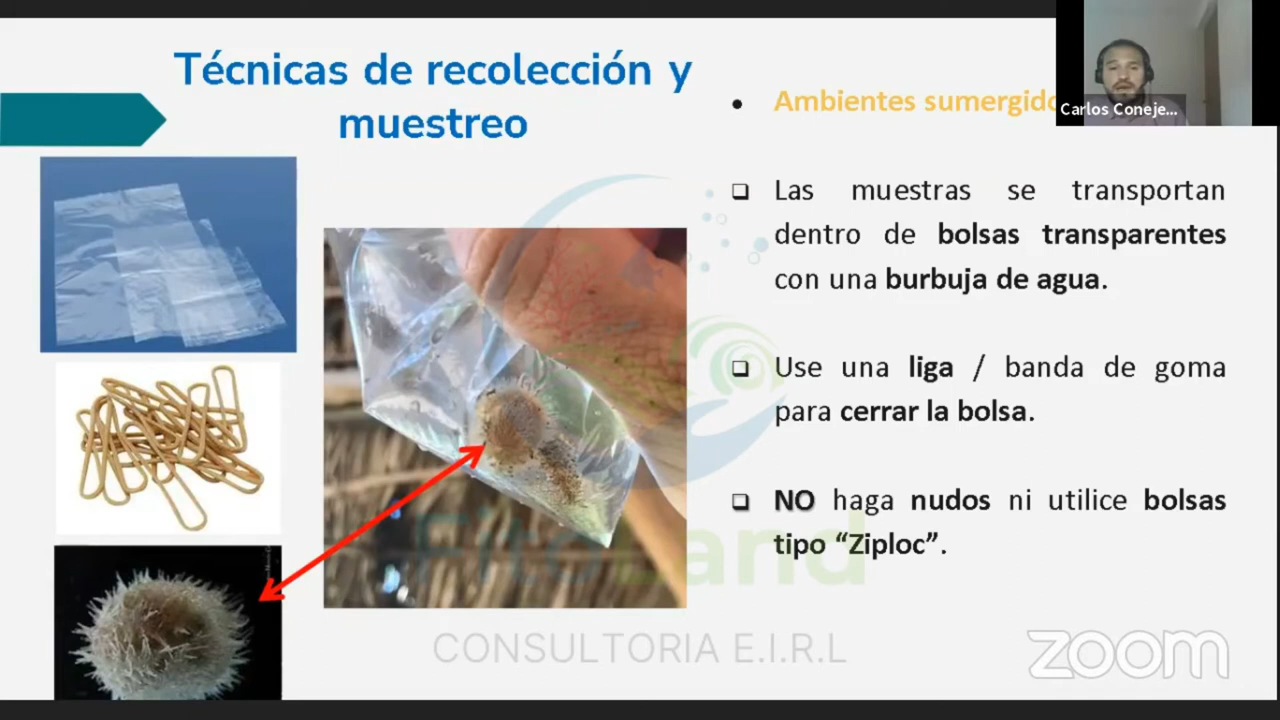 Técnicas de recolección y
muestreo
• Ambientes sumergido
Carlos Coneje...
❑ Las muestras se transportan
dentro de bolsas transparentes
con una burbuja de agua.
❑ Use una liga / banda de goma
para cerrar la bolsa.
❑ NO haga nudos ni utilice bolsas
tipo “Ziploc”.
Fitoland
CONSULTORIA E.I.R.L
zoom